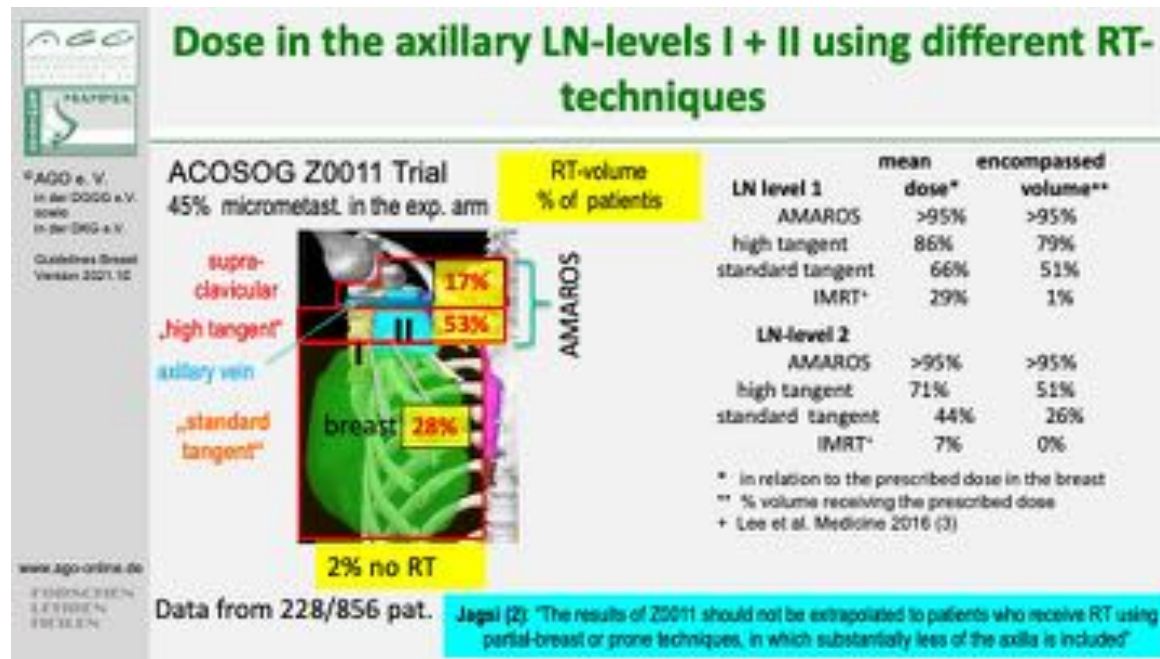 AGO
MAMMA
Dose in the axillary LN-levels I + II using different RT-
techniques
© AGO e. V.
in der DGGG e.V.
sowie
in der DKG e.V.
Guidelines Breast
Version 2021.1E
ACOSOG Z0011 Trial
45% micrometast. in the exp. arm
RT-volume
% of patientis
supra-
clavicular
„high tangent"
axillary vein
„standard
tangent"
17%
53%
I
II
breast
28%
AMAROS
2% no RT
Data from 228/856 pat.
mean encompassed
LN level 1 dose* volume**
AMAROS >95% >95%
high tangent 86% 79%
standard tangent 66% 51%
IMRT+ 29% 1%
LN-level 2
AMAROS >95% >95%
high tangent 71% 51%
standard tangent 44% 26%
IMRT+ 7% 0%
* in relation to the prescribed dose in the breast
** % volume receiving the prescribed dose
+ Lee et al. Medicine 2016 (3)
www.ago-online.de
FORSCHEN
LEHREN
HEILEN
Jagsi (2): "The results of Z0011 should not be extrapolated to patients who receive RT using
partial-breast or prone techniques, in which substantially less of the axilla is included"